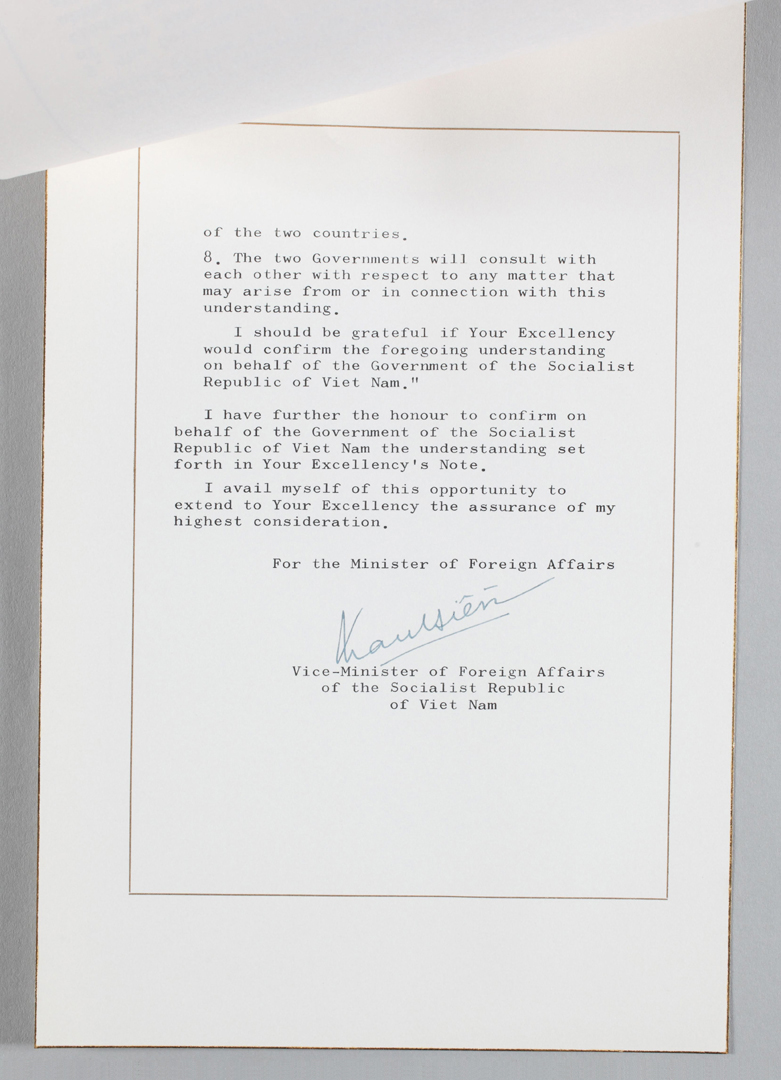 of the two countries.
8. The two Governments will consult with
each other with respect to any matter that
may arise from or in connection with this
understanding.
I should be grateful if Your Excellency
would confirm the foregoing understanding
on behalf of the Government of the Socialist
Republic of Viet Nam."
I have further the honour to confirm on
behalf of the Government of the Socialist
Republic of Viet Nam the understanding set
forth in Your Excellency's Note.
I avail myself of this opportunity to
extend to Your Excellency the assurance of my
highest consideration.
For the Minister of Foreign Affairs
Vice-Minister of Foreign Affairs
of the Socialist Republic
of Viet Nam